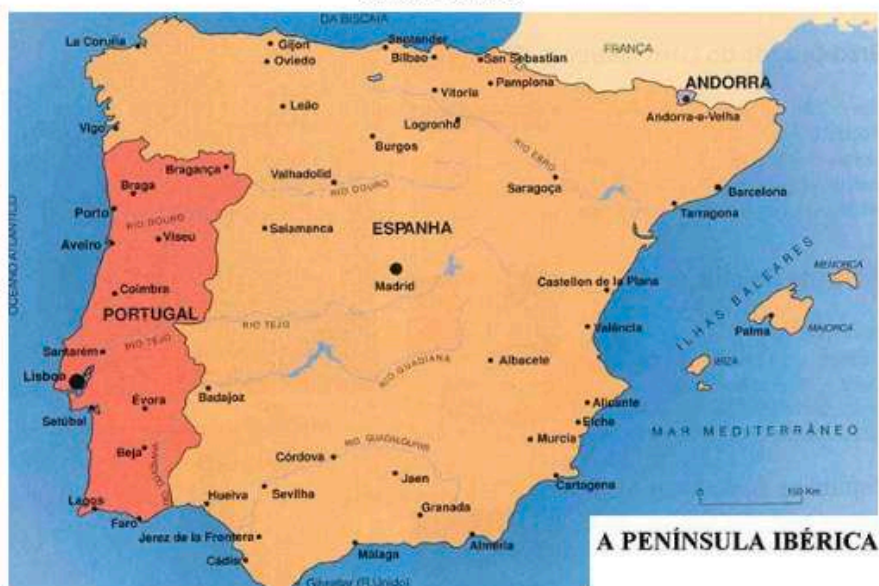 DA BISCAIA
La Coruña
Gijon
Santander
Oviedo
Bilbao
San Sebastian
FRANÇA
Vitoria
Pamplona
ANDORRA
Leão
Andorra-a-Velha
Vigo
Logronho
Burgos
RIO EBRO
Bragança
Valhadolid
Braga
RIO DOURO
Saragoça
Barcelona
Porto
RIO DOURO
Tarragona
Aveiro
Viseu
Salamanca
ESPANHA
OCEANO ATLÂNTICO
Madrid
Castellon de la Plana
ILHAS BALEARES
MENORCA
Coimbra
PORTUGAL
RIO TEJO
Valência
Palma
MAIORCA
Santarém
RIO TEJO
Lisboa
RIO GUADIANA
Albacete
IBIZA
Évora
Badajoz
Alicante
Setúbal
Elche
MAR MEDITERRÂNEO
Beja
Córdova
Murcia
Jaen
Cartagena
Lagos
Huelva
Sevilha
Granada
150 Km
Faro
Jerez de la Frontera
Almeria
A PENÍNSULA IBÉRICA
Cádis
Málaga
Gibraltar (R.Unido)